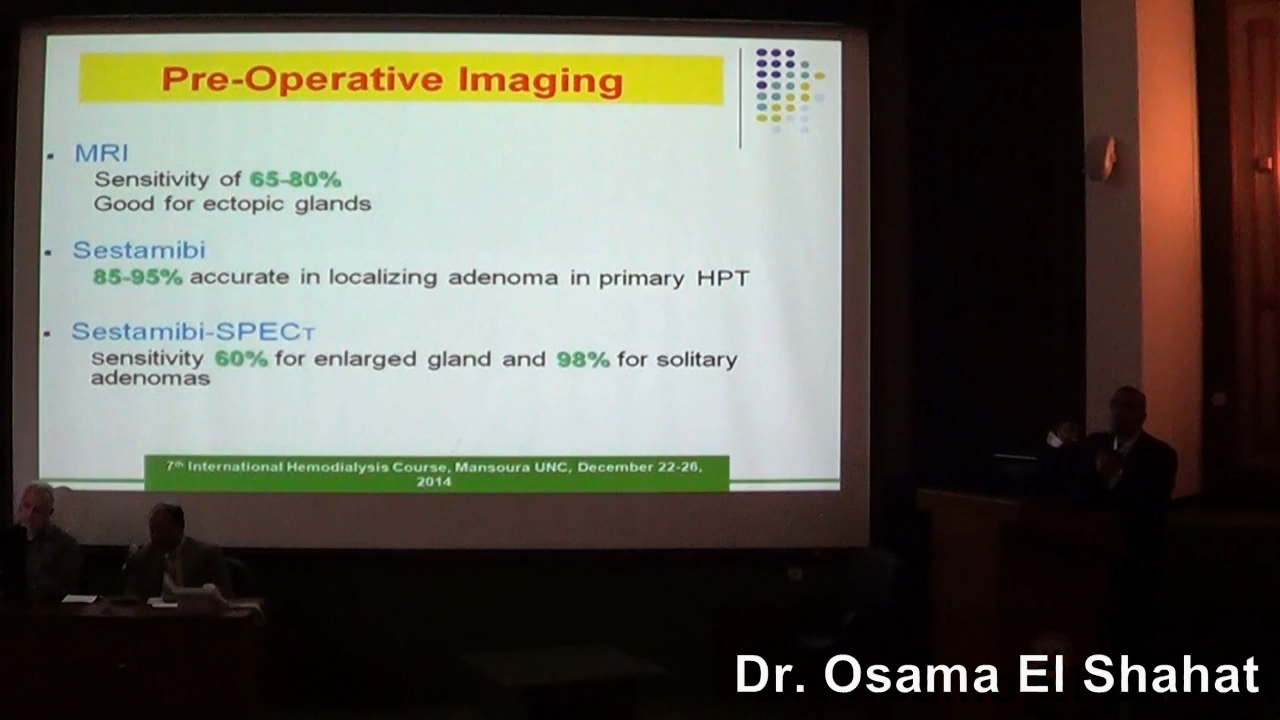 Pre-Operative Imaging
▪ MRI
Sensitivity of 65-80%
Good for ectopic glands
▪ Sestamibi
85-95% accurate in localizing adenoma in primary HPT
▪ Sestamibi-SPECT
Sensitivity 60% for enlarged gland and 98% for solitary
adenomas
7th International Hemodialysis Course, Mansoura UNC, December 22-26,
2014
Dr. Osama El Shahat